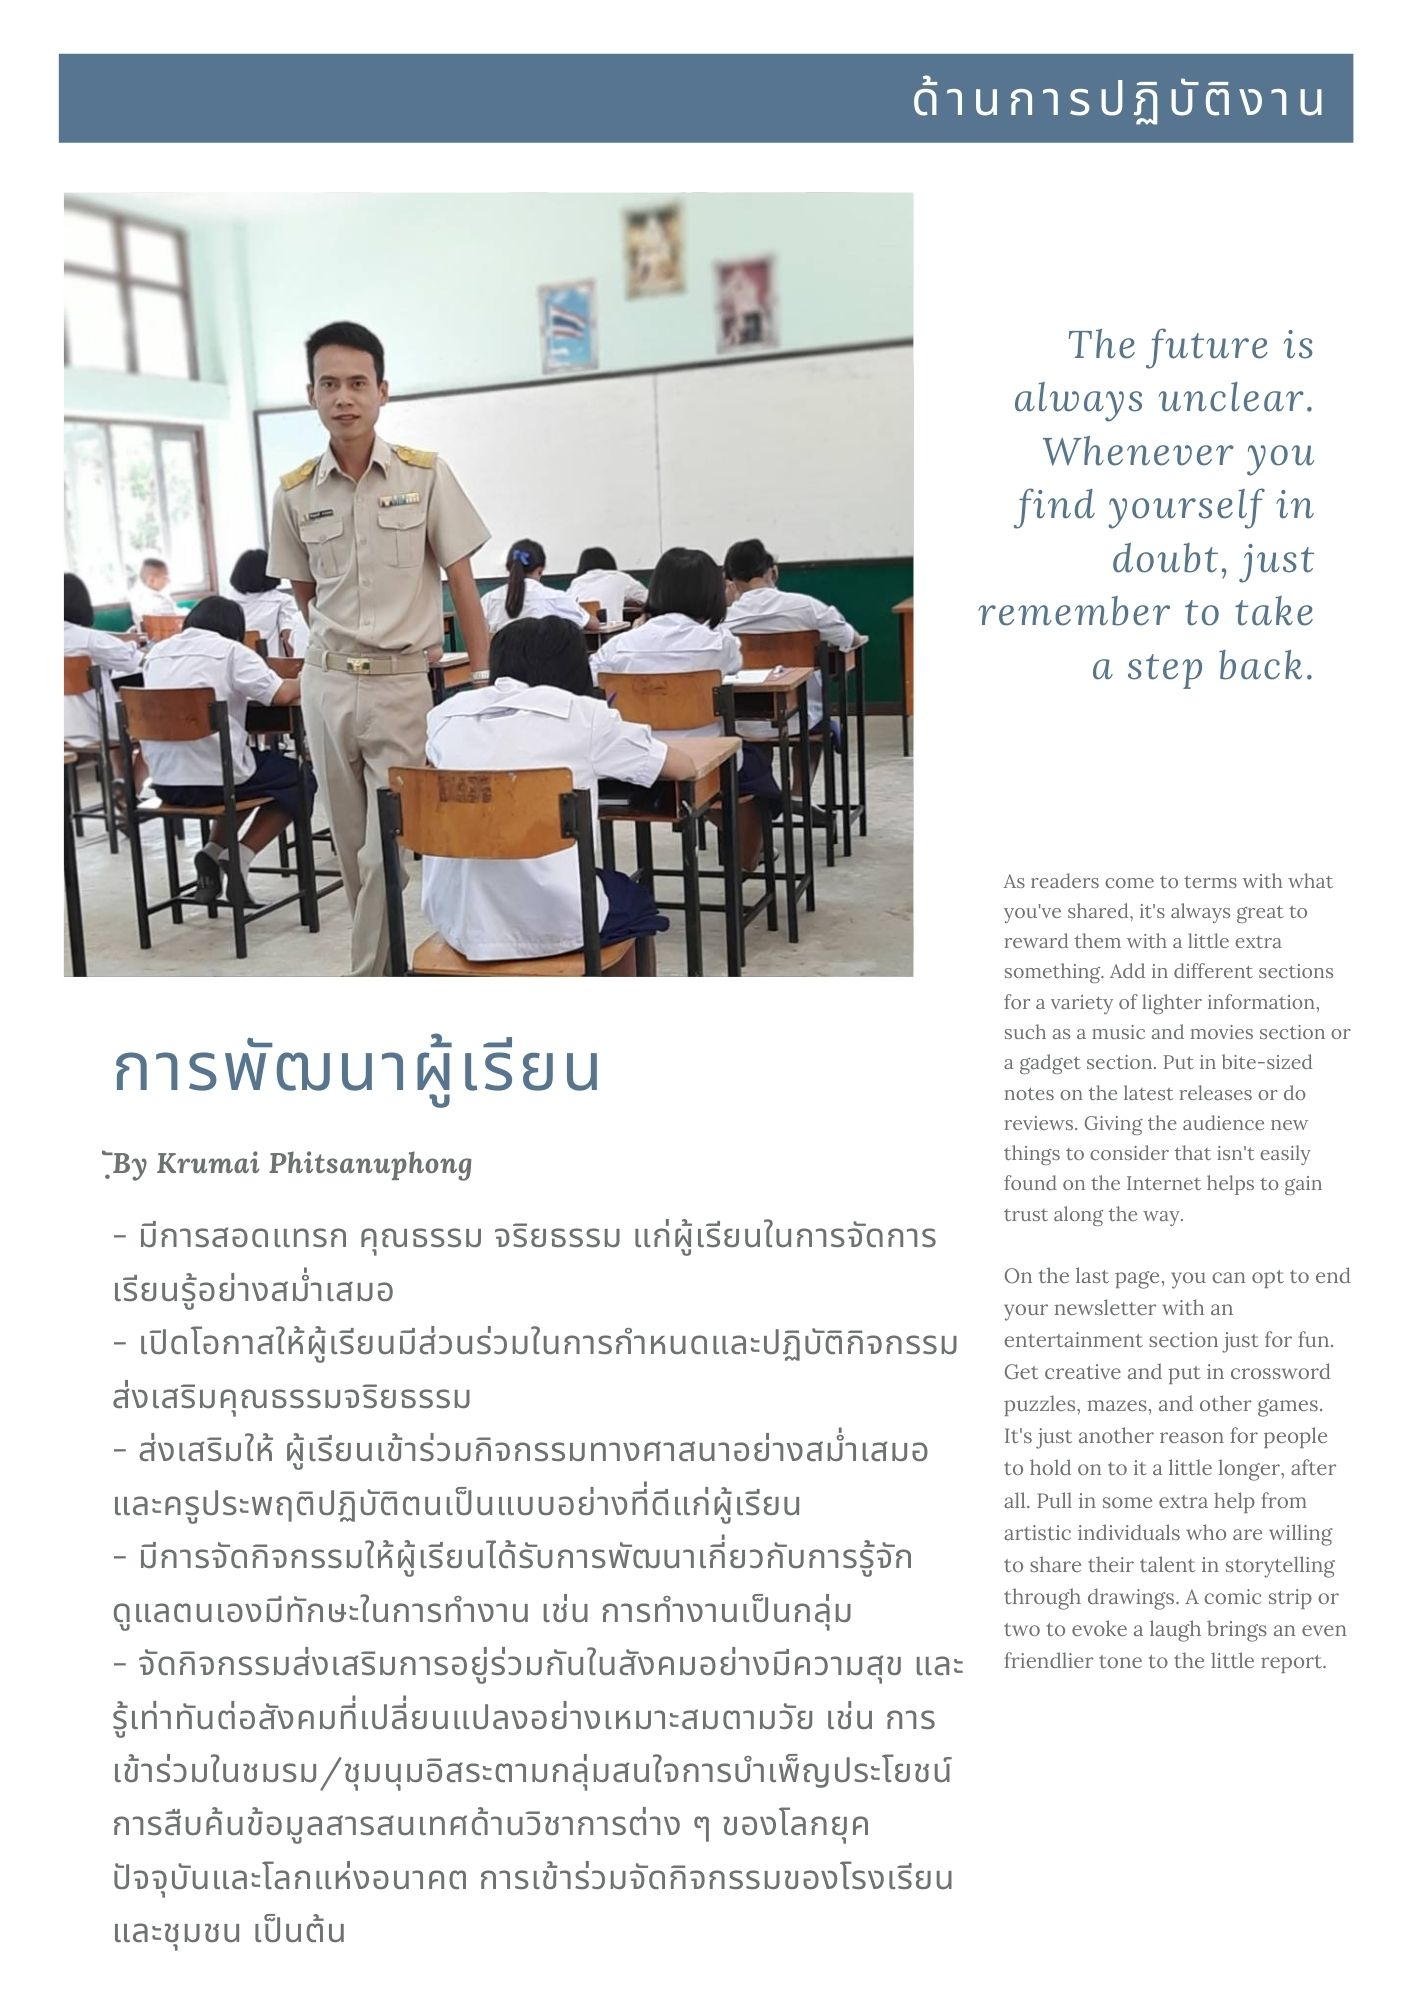 ด้านการปฏิบัติงาน
The future is
always unclear.
Whenever you
find yourself in
doubt, just
remember to take
a step back.
การพัฒนาผู้เรียน
By Krumai Phitsanuphong
- มีการสอดแทรก คุณธรรม จริยธรรม แก่ผู้เรียนในการจัดการ
เรียนรู้อย่างสม่ำเสมอ
- เปิดโอกาสให้ผู้เรียนมีส่วนร่วมในการกำหนดและปฏิบัติกิจกรรม
ส่งเสริมคุณธรรมจริยธรรม
- ส่งเสริมให้ ผู้เรียนเข้าร่วมกิจกรรมทางศาสนาอย่างสม่ำเสมอ
และครูประพฤติปฏิบัติตนเป็นแบบอย่างที่ดีแก่ผู้เรียน
- มีการจัดกิจกรรมให้ผู้เรียนได้รับการพัฒนาเกี่ยวกับการรู้จัก
ดูแลตนเองมีทักษะในการทำงาน เช่น การทำงานเป็นกลุ่ม
- จัดกิจกรรมส่งเสริมการอยู่ร่วมกันในสังคมอย่างมีความสุข และ
รู้เท่าทันต่อสังคมที่เปลี่ยนแปลงอย่างเหมาะสมตามวัย เช่น การ
เข้าร่วมในชมรม/ชุมนุมอิสระตามกลุ่มสนใจการบำเพ็ญประโยชน์
การสืบค้นข้อมูลสารสนเทศด้านวิชาการต่าง ๆ ของโลกยุค
ปัจจุบันและโลกแห่งอนาคต การเข้าร่วมจัดกิจกรรมของโรงเรียน
และชุมชน เป็นต้น
As readers come to terms with what
you've shared, it's always great to
reward them with a little extra
something. Add in different sections
for a variety of lighter information,
such as a music and movies section or
a gadget section. Put in bite-sized
notes on the latest releases or do
reviews. Giving the audience new
things to consider that isn't easily
found on the Internet helps to gain
trust along the way.
On the last page, you can opt to end
your newsletter with an
entertainment section just for fun.
Get creative and put in crossword
puzzles, mazes, and other games.
It's just another reason for people
to hold on to it a little longer, after
all. Pull in some extra help from
artistic individuals who are willing
to share their talent in storytelling
through drawings. A comic strip or
two to evoke a laugh brings an even
friendlier tone to the little report.